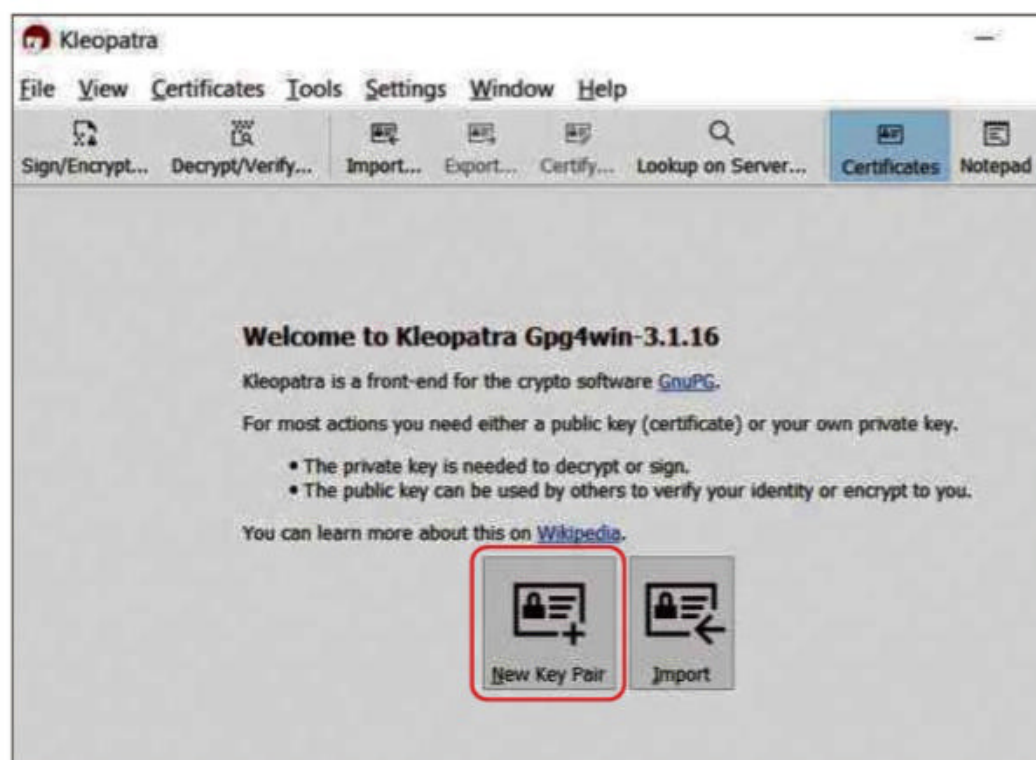 Kleopatra
File View Certificates Tools Settings Window Help
Sign/Encrypt... Decrypt/Verify... Import... Export... Certify... Lookup on Server... Certificates Notepad
Welcome to Kleopatra Gpg4win-3.1.16
Kleopatra is a front-end for the crypto software GnuPG.
For most actions you need either a public key (certificate) or your own private key.
• The private key is needed to decrypt or sign.
• The public key can be used by others to verify your identity or encrypt to you.
You can learn more about this on Wikipedia.
New Key Pair Import